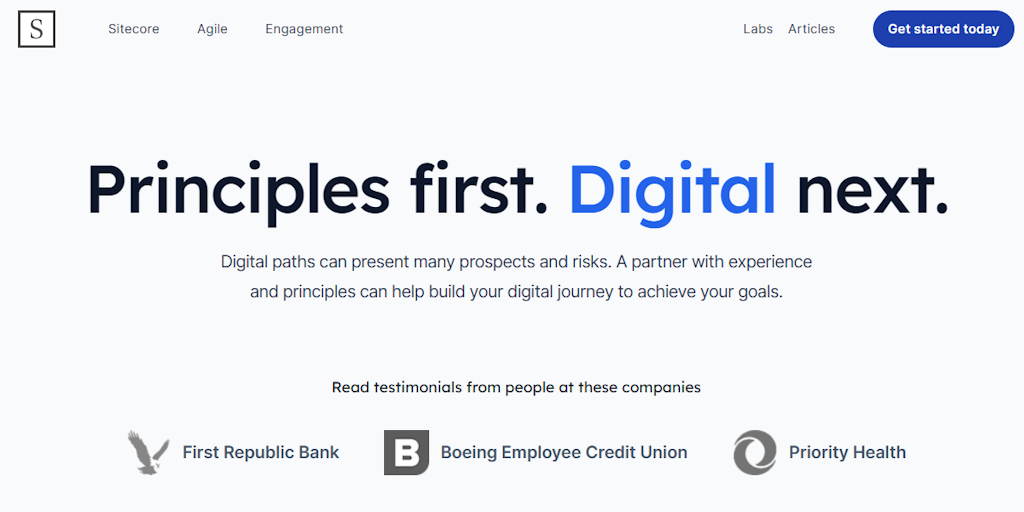 S Sitecore Agile Engagement Labs Articles Get started today
Principles first. Digital next.
Digital paths can present many prospects and risks. A partner with experience
and principles can help build your digital journey to achieve your goals.
Read testimonials from people at these companies
First Republic Bank B Boeing Employee Credit Union Priority Health